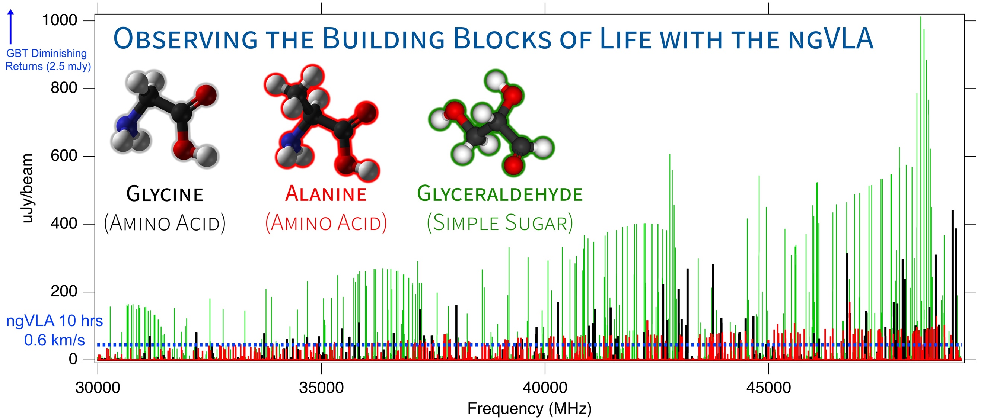 OBSERVING THE BUILDING BLOCKS OF LIFE WITH THE NGVLA
GBT Diminishing
Returns (2.5 mJy)
1000
800
600
400
200
0
uJy/beam
GLYCINE
(AMINO ACID)
ALANINE
(AMINO ACID)
GLYCERALDEHYDE
(SIMPLE SUGAR)
ngVLA 10 hrs
0.6 km/s
30000
35000
40000
45000
Frequency (MHz)